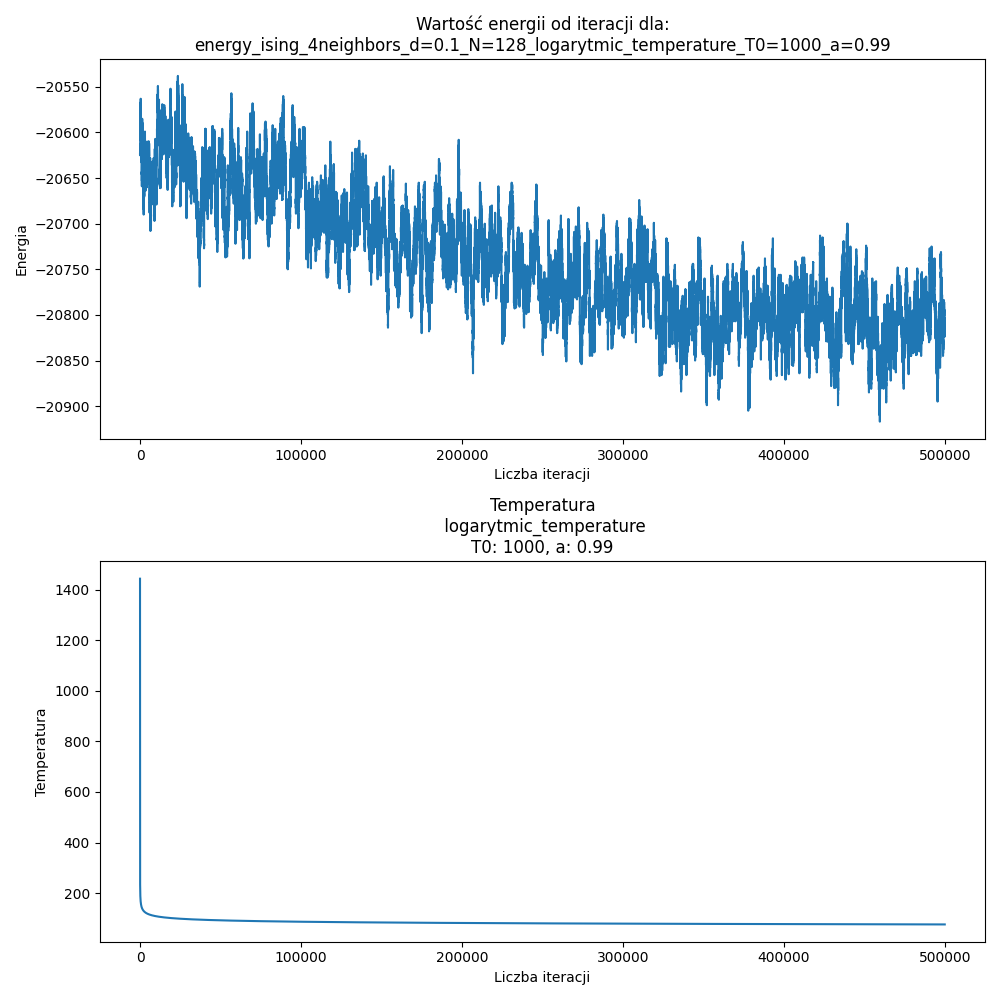 Wartość energii od iteracji dla:
energy_ising_4neighbors_d=0.1_N=128_logarytmic_temperature_T0=1000_a=0.99
−20550
−20600
−20650
−20700
−20750
−20800
−20850
−20900
Energia
0 100000 200000 300000 400000 500000
Liczba iteracji
Temperatura
logarytmic_temperature
T0: 1000, a: 0.99
1400
1200
1000
800
600
400
200
Temperatura
0 100000 200000 300000 400000 500000
Liczba iteracji